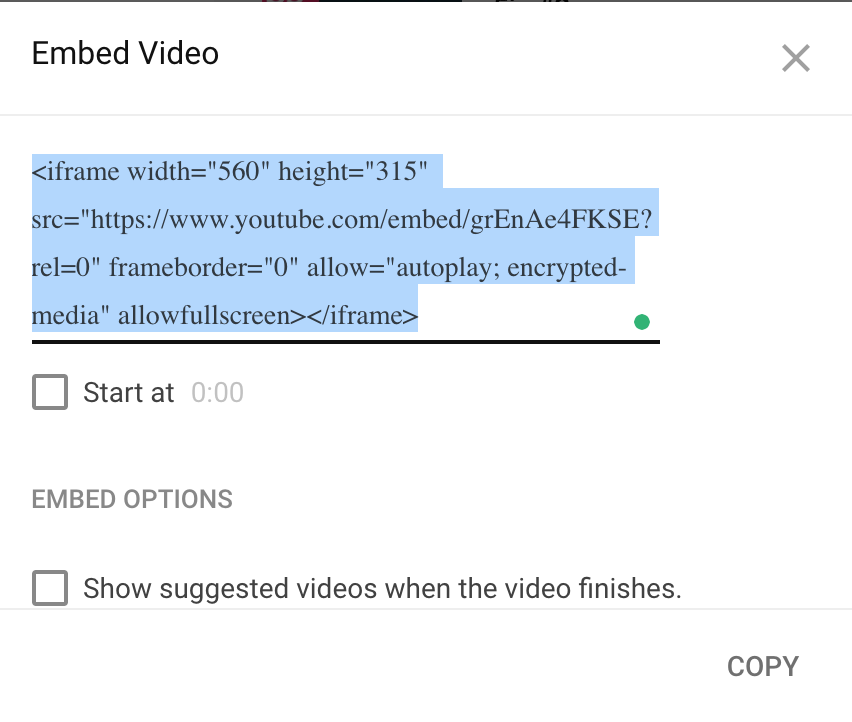 Embed Video
<iframe width="560" height="315"
src="https://www.youtube.com/embed/grEnAe4FKSE?
rel=0" frameborder="0" allow="autoplay; encrypted-
media" allowfullscreen></iframe>
Start at 0:00
EMBED OPTIONS
Show suggested videos when the video finishes.
COPY